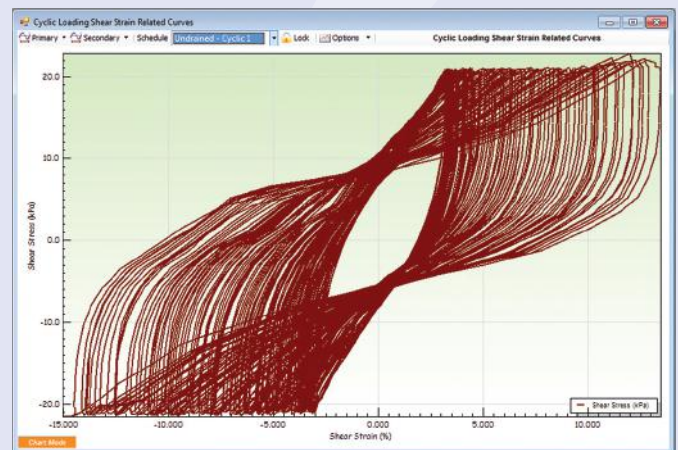 Cyclic Loading Shear Strain Related Curves
Primary Secondary Schedule Undrained - Cyclic 1 Lock Options Cyclic Loading Shear Strain Related Curves
20.0
10.0
0.0
-10.0
-20.0
Shear Stress (kPa)
-15.000 -10.000 -5.000 0.000 5.000 10.000
Shear Strain (%)
Shear Stress (kPa)
Chart Mode